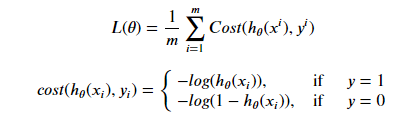 L(θ) = 1/m ∑_{i=1}^{m} Cost(h_θ(x^i), y^i)
cost(h_θ(x_i), y_i) = { −log(h_θ(x_i)), if y = 1
−log(1 − h_θ(x_i)), if y = 0